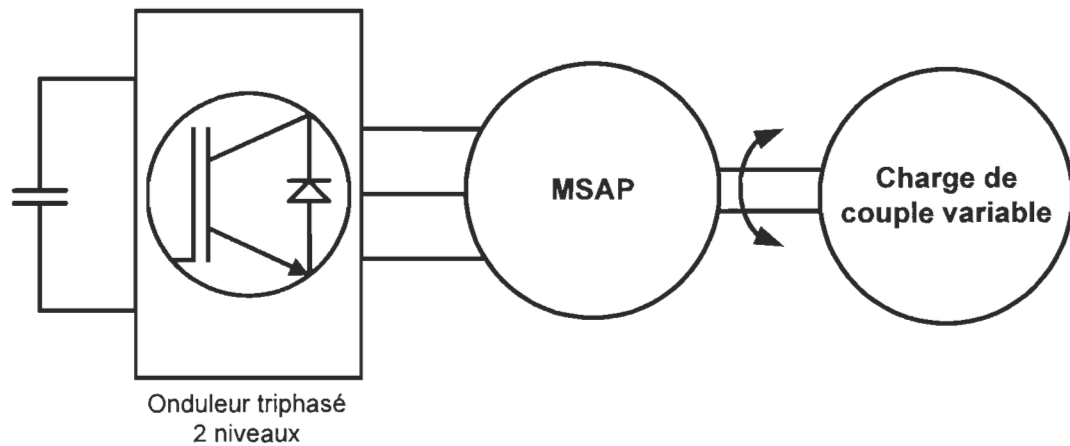 MSAP
Charge de
couple variable
Onduleur triphasé
2 niveaux